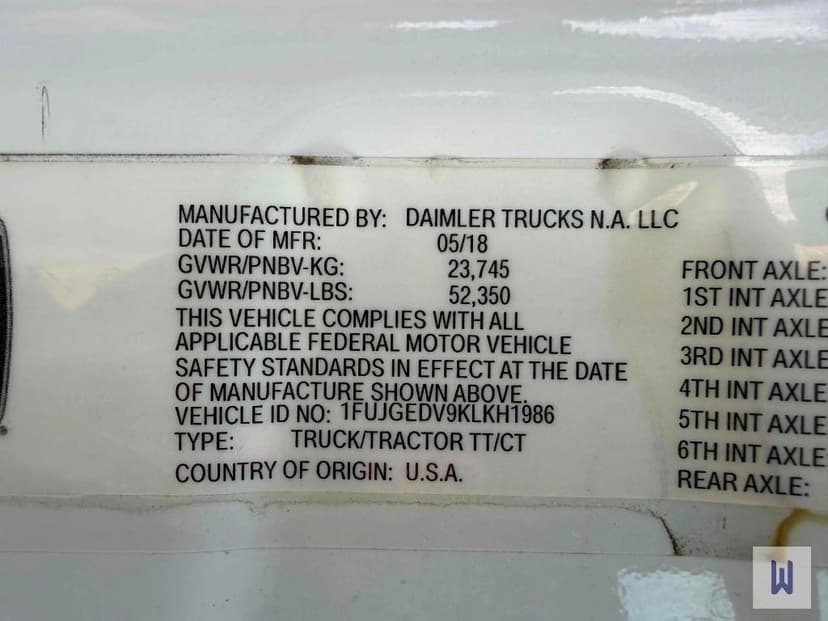 MANUFACTURED BY: DAIMLER TRUCKS N.A. LLC
DATE OF MFR: 05/18
GVWR/PNBV-KG: 23,745
GVWR/PNBV-LBS: 52,350
THIS VEHICLE COMPLIES WITH ALL
APPLICABLE FEDERAL MOTOR VEHICLE
SAFETY STANDARDS IN EFFECT AT THE DATE
OF MANUFACTURE SHOWN ABOVE.
VEHICLE ID NO: 1FUJGEDV9KLKH1986
TYPE: TRUCK/TRACTOR TT/CT
COUNTRY OF ORIGIN: U.S.A.
FRONT AXLE:
1ST INT AXLE
2ND INT AXLE
3RD INT AXLE
4TH INT AXLE
5TH INT AXLE
6TH INT AXLE:
REAR AXLE:
W